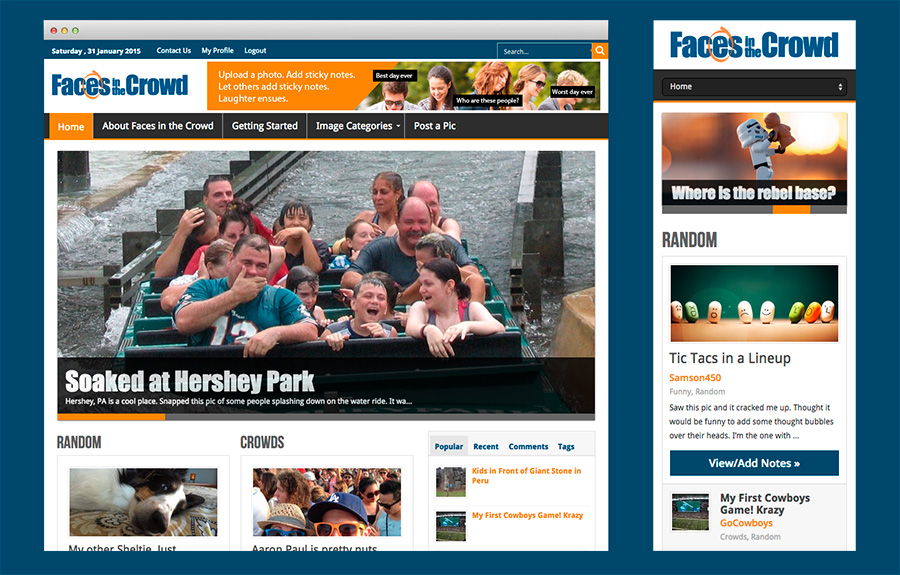 Saturday , 31 January 2015
Contact Us
My Profile
Logout
Search...
Faces in the Crowd
Upload a photo. Add sticky notes.
Let others add sticky notes.
Laughter ensues.
Best day ever
Who are these people?
Worst day ever
Home
About Faces in the Crowd
Getting Started
Image Categories
Post a Pic
12
Soaked at Hershey Park
Hershey, PA is a cool place. Snapped this pic of some people splashing down on the water ride. It wa...
RANDOM
My other Sheltie. Just
CROWDS
Aaron Paul is pretty nuts
Popular
Recent
Comments
Tags
Kids in Front of Giant Stone in
Peru
My First Cowboys Game! Krazy
Faces in the Crowd
Home
Where is the rebel base?
RANDOM
Tic Tacs in a Lineup
Samson450
Funny, Random
Saw this pic and it cracked me up. Thought it
would be funny to add some thought bubbles
over their heads. I'm the one with ...
View/Add Notes »
My First Cowboys
Game! Krazy
GoCowboys
Crowds, Random